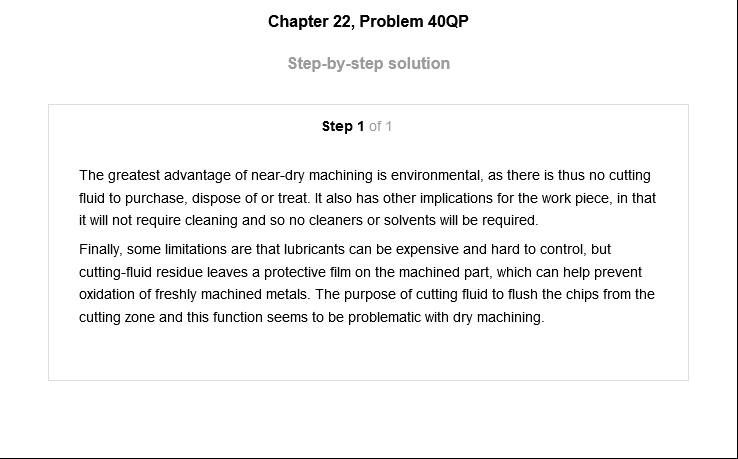 Chapter 22, Problem 40QP
Step-by-step solution
Step 1 of 1
The greatest advantage of near-dry machining is environmental, as there is thus no cutting
fluid to purchase, dispose of or treat. It also has other implications for the work piece, in that
it will not require cleaning and so no cleaners or solvents will be required.
Finally, some limitations are that lubricants can be expensive and hard to control, but
cutting-fluid residue leaves a protective film on the machined part, which can help prevent
oxidation of freshly machined metals. The purpose of cutting fluid to flush the chips from the
cutting zone and this function seems to be problematic with dry machining.